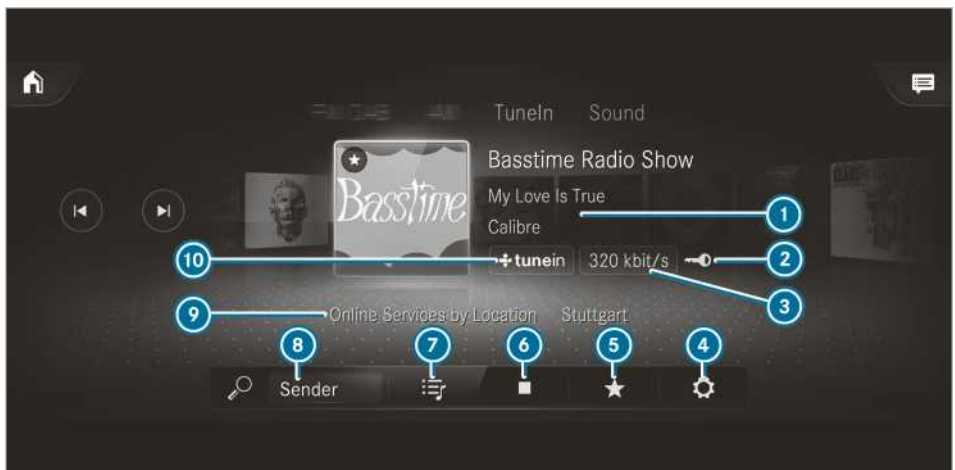 TuneIn Sound
Basstime Radio Show
Basstime
My Love Is True
1
Calibre
10
tunein
320 kbit/s
2
3
9
Online Services by Location Stuttgart
8
7
6
5
4
Sender